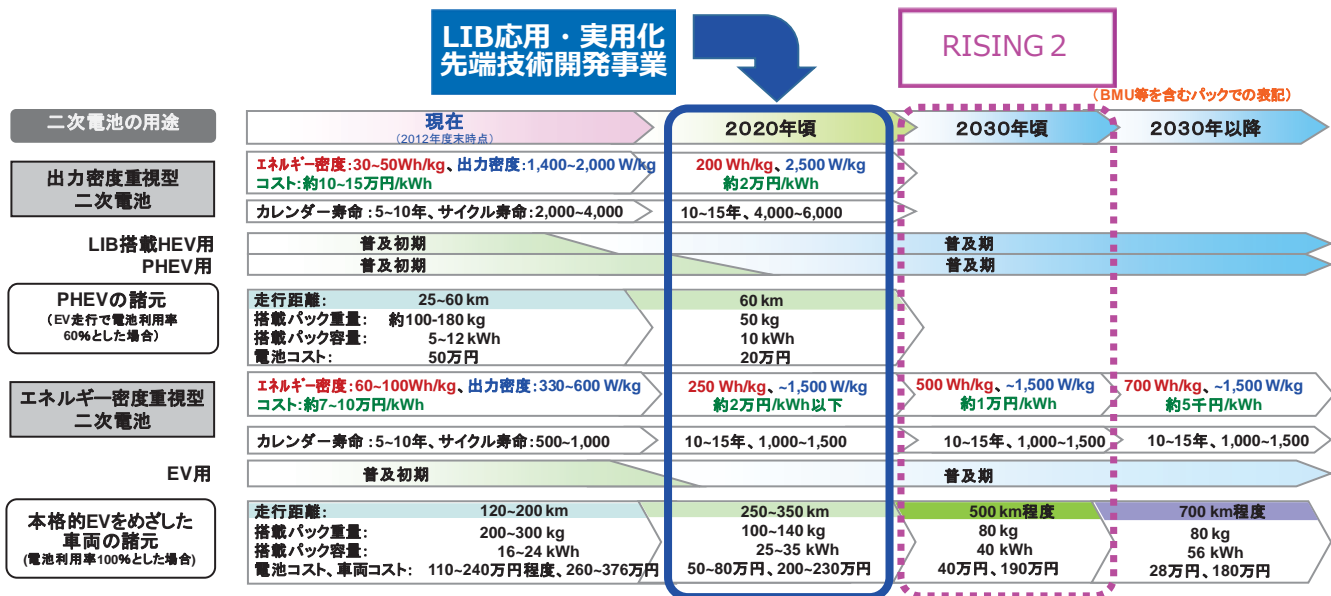 LIB応用・実用化
先端技術開発事業
RISING 2
(BMU等を含むパックでの表記)
二次電池の用途
現在
(2012年度末時点)
2020年頃
2030年頃
2030年以降
出力密度重視型
二次電池
エネルギー密度:30~50Wh/kg、出力密度:1,400~2,000 W/kg
コスト:約10~15万円/kWh
200 Wh/kg、2,500 W/kg
約2万円/kWh
カレンダー寿命:5~10年、サイクル寿命:2,000~4,000
10~15年、4,000~6,000
LIB搭載HEV用
普及初期
普及期
PHEV用
普及初期
普及期
PHEVの諸元
(EV走行で電池利用率
60%とした場合)
走行距離: 25~60 km
搭載パック重量: 約100-180 kg
搭載パック容量: 5~12 kWh
電池コスト: 50万円
60 km
50 kg
10 kWh
20万円
エネルギー密度重視型
二次電池
エネルギー密度:60~100Wh/kg、出力密度:330~600 W/kg
コスト:約7~10万円/kWh
250 Wh/kg、~1,500 W/kg
約2万円/kWh以下
500 Wh/kg、~1,500 W/kg
約1万円/kWh
700 Wh/kg、~1,500 W/kg
約5千円/kWh
カレンダー寿命:5~10年、サイクル寿命:500~1,000
10~15年、1,000~1,500
10~15年、1,000~1,500
10~15年、1,000~1,500
EV用
普及初期
普及期
本格的EVをめざした
車両の諸元
(電池利用率100%とした場合)
走行距離: 120~200 km
搭載パック重量: 200~300 kg
搭載パック容量: 16~24 kWh
電池コスト、車両コスト: 110~240万円程度、260~376万円
250~350 km
100~140 kg
25~35 kWh
50~80万円、200~230万円
500 km程度
80 kg
40 kWh
40万円、190万円
700 km程度
80 kg
56 kWh
28万円、180万円